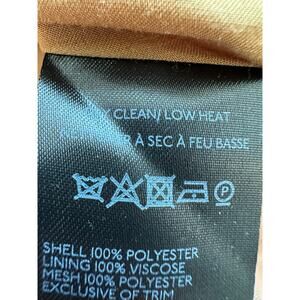 CLEAN/ LOW HEAT
À SEC À FEU BASSE
P
SHELL 100% POLYESTER
LINING 100% VISCOSE
MESH 100% POLYESTER
EXCLUSIVE OF TRIM